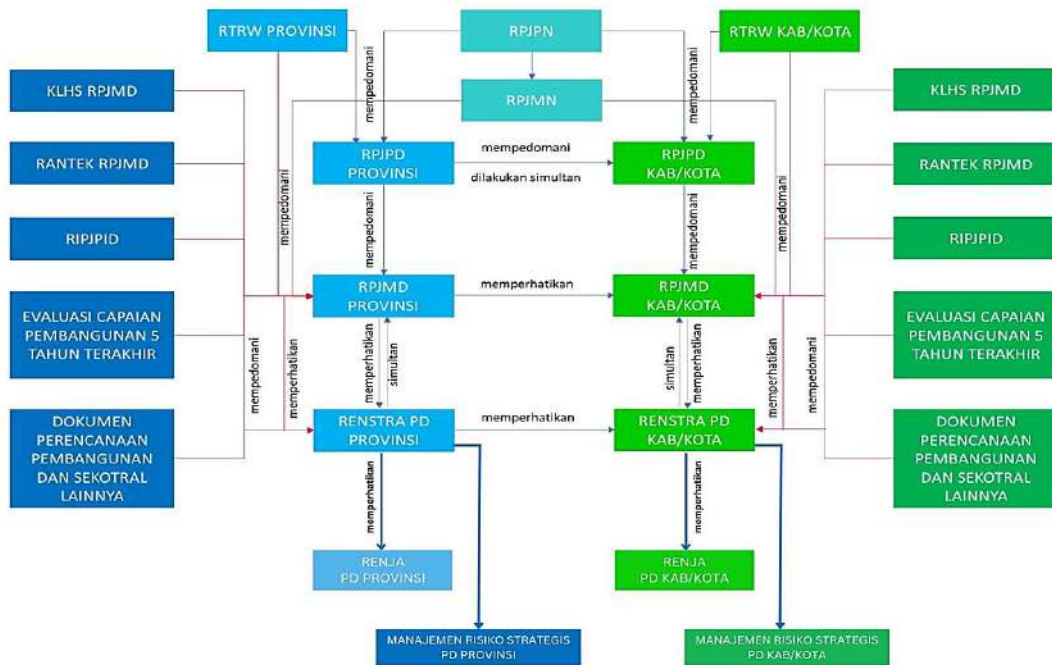 RTRW PROVINSI
RPJPN
RTRW KAB/KOTA
mempedomani
mempedomani
mempedomani
mempedomani
KLHS RPJMD
RPJMN
KLHS RPJMD
RANTEK RPJMD
RPJPD
PROVINSI
mempedomani
dilakukan simultan
RPJPD
KAB/KOTA
RANTEK RPJMD
mempedomani
mempedomani
mempedomani
mempedomani
RIPJPID
RIPJPID
RPJMD
PROVINSI
memperhatikan
RPJMD
KAB/KOTA
EVALUASI CAPAIAN
PEMBANGUNAN 5
TAHUN TERAKHIR
EVALUASI CAPAIAN
PEMBANGUNAN 5
TAHUN TERAKHIR
mempedomani
memperhatikan
memperhatikan
simultan
simultan
memperhatikan
memperhatikan
mempedomani
DOKUMEN
PERENCANAAN
PEMBANGUNAN
DAN SEKOTRAL
LAINNYA
RENSTRA PD
PROVINSI
memperhatikan
RENSTRA PD
KAB/KOTA
DOKUMEN
PERENCANAAN
PEMBANGUNAN
DAN SEKOTRAL
LAINNYA
memperhatikan
memperhatikan
RENJA
PD PROVINSI
RENJA
PD KAB/KOTA
MANAJEMEN RISIKO STRATEGIS
PD PROVINSI
MANAJEMEN RISIKO STRATEGIS
PD KAB/KOTA